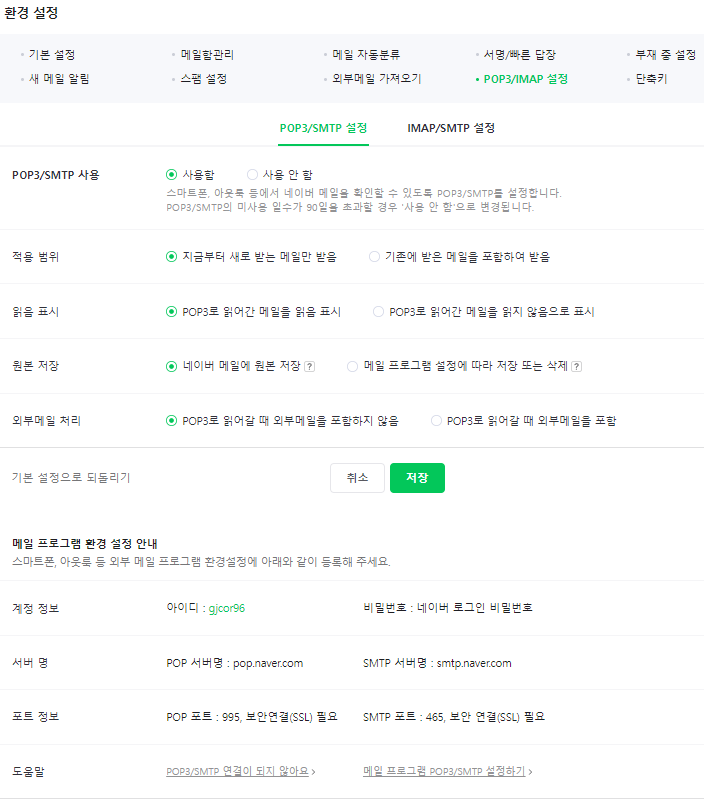 환경 설정
기본 설정 메일함관리 메일 자동분류 서명/빠른 답장 부재 중 설정
새 메일 알림 스팸 설정 외부메일 가져오기 POP3/IMAP 설정 단축키
POP3/SMTP 설정 IMAP/SMTP 설정
POP3/SMTP 사용 사용함 사용 안 함
스마트폰, 아웃룩 등에서 네이버 메일을 확인할 수 있도록 POP3/SMTP를 설정합니다.
POP3/SMTP의 미사용 일수가 90일을 초과할 경우 '사용 안 함'으로 변경됩니다.
적용 범위 지금부터 새로 받는 메일만 받음 기존에 받은 메일을 포함하여 받음
읽음 표시 POP3로 읽어간 메일을 읽음 표시 POP3로 읽어간 메일을 읽지 않음으로 표시
원본 저장 네이버 메일에 원본 저장 ? 메일 프로그램 설정에 따라 저장 또는 삭제 ?
외부메일 처리 POP3로 읽어갈 때 외부메일을 포함하지 않음 POP3로 읽어갈 때 외부메일을 포함
기본 설정으로 되돌리기 취소 저장
메일 프로그램 환경 설정 안내
스마트폰, 아웃룩 등 외부 메일 프로그램 환경설정에 아래와 같이 등록해 주세요.
계정 정보 아이디 : gjcor96 비밀번호 : 네이버 로그인 비밀번호
서버 명 POP 서버명 : pop.naver.com SMTP 서버명 : smtp.naver.com
포트 정보 POP 포트 : 995, 보안연결(SSL) 필요 SMTP 포트 : 465, 보안 연결(SSL) 필요
도움말 POP3/SMTP 연결이 되지 않아요 › 메일 프로그램 POP3/SMTP 설정하기 ›